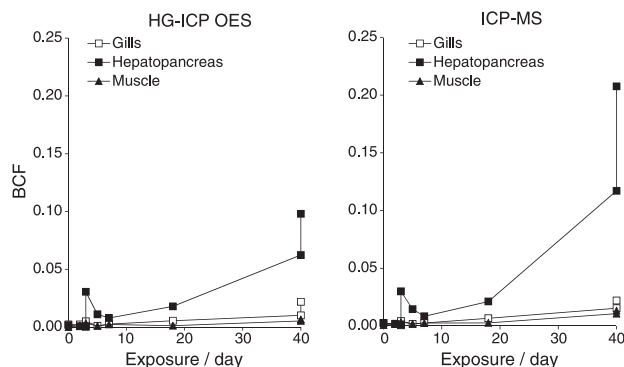 HG-ICP OES
Gills
Hepatopancreas
Muscle
BCF
0.25
0.20
0.15
0.10
0.05
0.00
0 10 20 30 40
Exposure / day
ICP-MS
Gills
Hepatopancreas
Muscle
0.25
0.20
0.15
0.10
0.05
0.00
0 10 20 30 40
Exposure / day